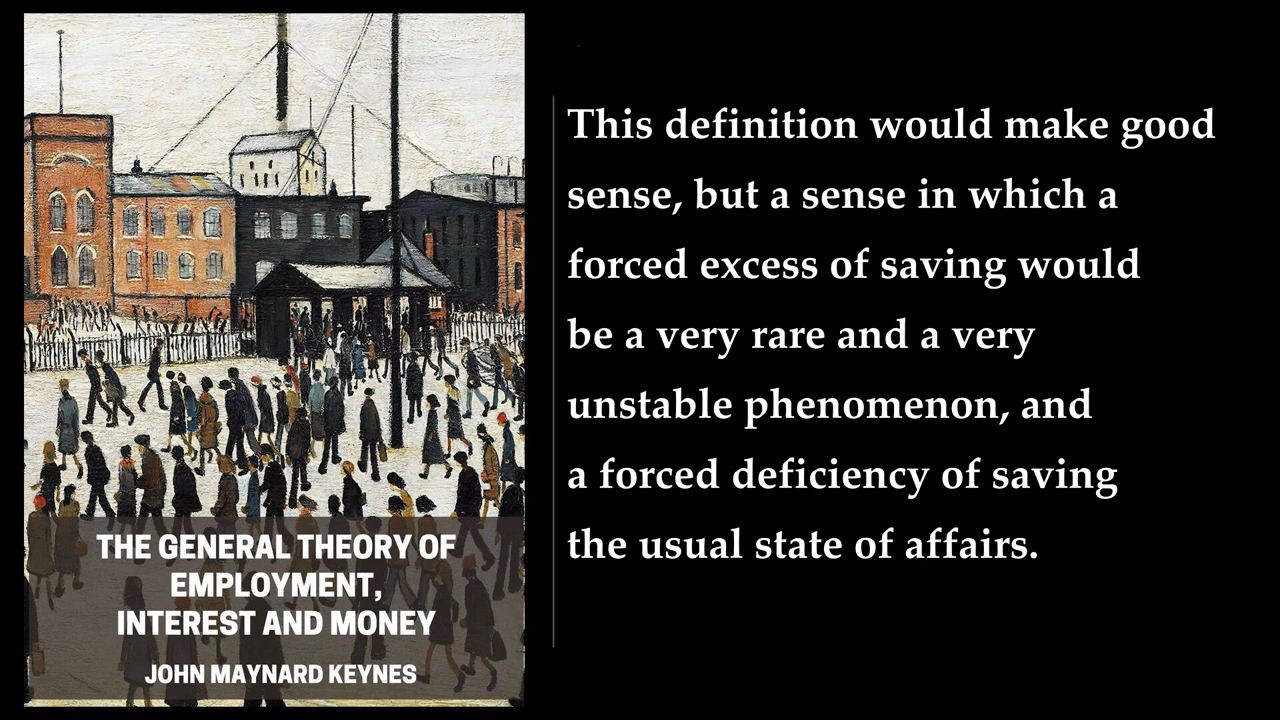 This definition would make good
sense, but a sense in which a
forced excess of saving would
be a very rare and a very
unstable phenomenon, and
a forced deficiency of saving
the usual state of affairs.
THE GENERAL THEORY OF
EMPLOYMENT,
INTEREST AND MONEY
JOHN MAYNARD KEYNES